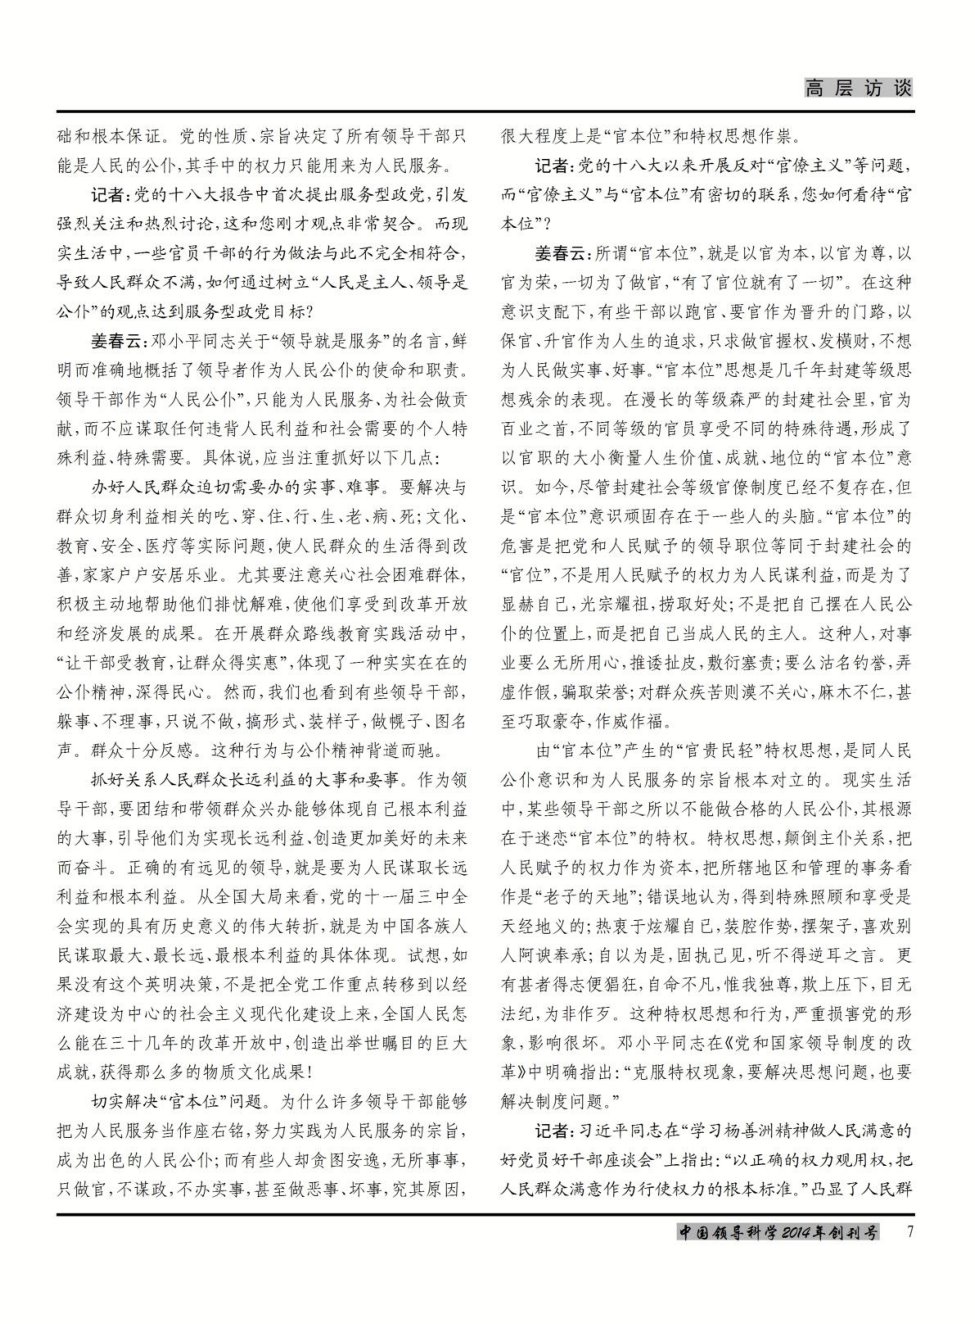 高层访谈
础和根本保证。党的性质、宗旨决定了所有领导干部只
能是人民的公仆,其手中的权力只能用来为人民服务。
记者:党的十八大报告中首次提出服务型政党,引发
强烈关注和热烈讨论,这和您刚才观点非常契合。而现
实生活中,一些官员干部的行为做法与此不完全相符合,
导致人民群众不满,如何通过树立“人民是主人、领导是
公仆”的观点达到服务型政党目标?
姜春云:邓小平同志关于“领导就是服务”的名言,鲜
明而准确地概括了领导者作为人民公仆的使命和职责。
领导干部作为“人民公仆”,只能为人民服务、为社会做贡
献,而不应谋取任何违背人民利益和社会需要的个人特
殊利益、特殊需要。具体说,应当注重抓好以下几点:
办好人民群众迫切需要办的实事、难事。要解决与
群众切身利益相关的吃、穿、住、行、生、老、病、死;文化、
教育、安全、医疗等实际问题,使人民群众的生活得到改
善,家家户户安居乐业。尤其要注意关心社会困难群体,
积极主动地帮助他们排忧解难,使他们享受到改革开放
和经济发展的成果。在开展群众路线教育实践活动中,
“让干部受教育,让群众得实惠”,体现了一种实实在在的
公仆精神,深得民心。然而,我们也看到有些领导干部,
躲事、不理事,只说不做,搞形式、装样子,做幌子、图名
声。群众十分反感。这种行为与公仆精神背道而驰。
抓好关系人民群众长远利益的大事和要事。作为领
导干部,要团结和带领群众兴办能够体现自己根本利益
的大事,引导他们为实现长远利益、创造更加美好的未来
而奋斗。正确的有远见的领导,就是要为人民谋取长远
利益和根本利益。从全国大局来看,党的十一届三中全
会实现的具有历史意义的伟大转折,就是为中国各族人
民谋取最大、最长远、最根本利益的具体体现。试想,如
果没有这个英明决策,不是把全党工作重点转移到以经
济建设为中心的社会主义现代化建设上来,全国人民怎
么能在三十几年的改革开放中,创造出举世瞩目的巨大
成就,获得那么多的物质文化成果!
切实解决“官本位”问题。为什么许多领导干部能够
把为人民服务当作座右铭,努力实践为人民服务的宗旨,
成为出色的人民公仆;而有些人却贪图安逸,无所事事,
只做官,不谋政,不办实事,甚至做恶事、坏事,究其原因,
很大程度上是“官本位”和特权思想作祟。
记者:党的十八大以来开展反对“官僚主义”等问题,
而“官僚主义”与“官本位”有密切的联系,您如何看待“官
本位”?
姜春云:所谓“官本位”,就是以官为本,以官为尊,以
官为荣,一切为了做官,“有了官位就有了一切”。在这种
意识支配下,有些干部以跑官、要官作为晋升的门路,以
保官、升官作为人生的追求,只求做官握权、发横财,不想
为人民做实事、好事。“官本位”思想是几千年封建等级思
想残余的表现。在漫长的等级森严的封建社会里,官为
百业之首,不同等级的官员享受不同的特殊待遇,形成了
以官职的大小衡量人生价值、成就、地位的“官本位”意
识。如今,尽管封建社会等级官僚制度已经不复存在,但
是“官本位”意识顽固存在于一些人的头脑。“官本位”的
危害是把党和人民赋予的领导职位等同于封建社会的
“官位”,不是用人民赋予的权力为人民谋利益,而是为了
显赫自己,光宗耀祖,捞取好处;不是把自己摆在人民公
仆的位置上,而是把自己当成人民的主人。这种人,对事
业要么无所用心,推诿扯皮,敷衍塞责;要么沽名钓誉,弄
虚作假,骗取荣誉;对群众疾苦则漠不关心,麻木不仁,甚
至巧取豪夺,作威作福。
由“官本位”产生的“官贵民轻”特权思想,是同人民
公仆意识和为人民服务的宗旨根本对立的。现实生活
中,某些领导干部之所以不能做合格的人民公仆,其根源
在于迷恋“官本位”的特权。特权思想,颠倒主仆关系,把
人民赋予的权力作为资本,把所辖地区和管理的事务看
作是“老子的天地”;错误地认为,得到特殊照顾和享受是
天经地义的;热衷于炫耀自己,装腔作势,摆架子,喜欢别
人阿谀奉承;自以为是,固执己见,听不得逆耳之言。更
有甚者得志便猖狂,自命不凡,惟我独尊,欺上压下,目无
法纪,为非作歹。这种特权思想和行为,严重损害党的形
象,影响很坏。邓小平同志在《党和国家领导制度的改
革》中明确指出:“克服特权现象,要解决思想问题,也要
解决制度问题。”
记者:习近平同志在“学习杨善洲精神做人民满意的
好党员好干部座谈会”上指出:“以正确的权力观用权,把
人民群众满意作为行使权力的根本标准。”凸显了人民群
中国领导科学2014年创刊号 7